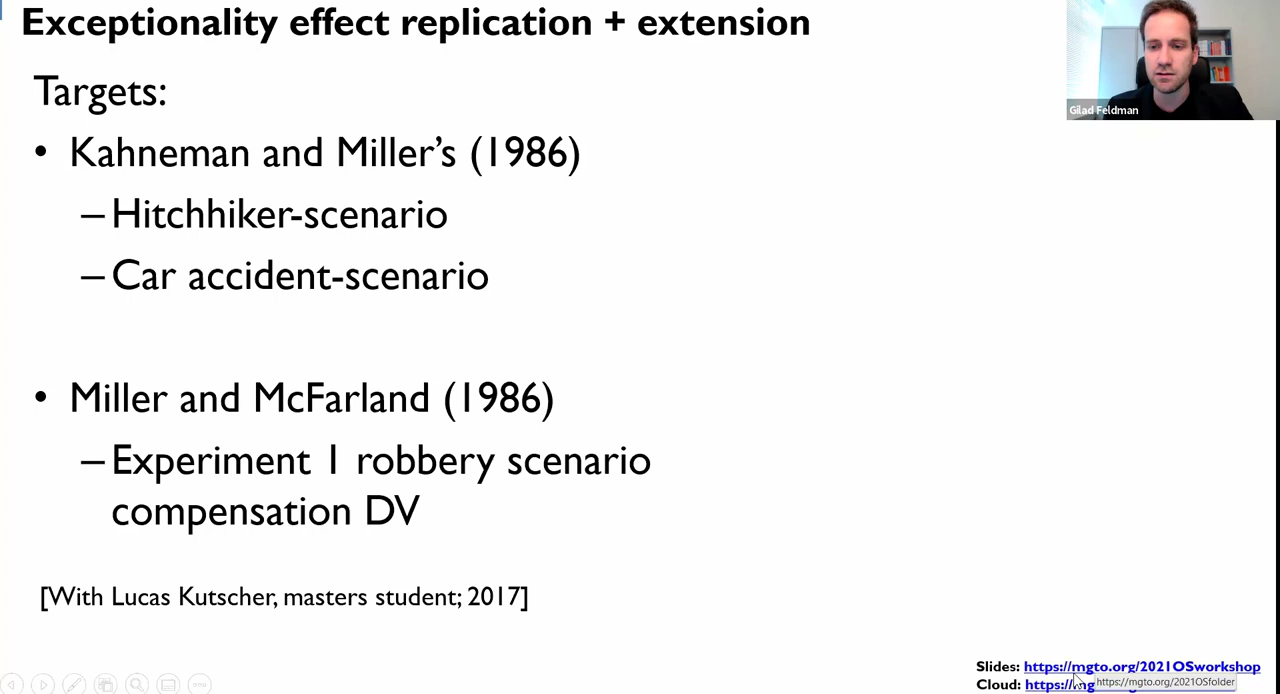 Exceptionality effect replication + extension
Gilad Feldman
Targets:
• Kahneman and Miller's (1986)
– Hitchhiker-scenario
– Car accident-scenario
• Miller and McFarland (1986)
– Experiment 1 robbery scenario
compensation DV
[With Lucas Kutscher, masters student; 2017]
Slides: https://mgto.org/2021OSworkshop
Cloud: https://mg
https://mgto.org/2021OSfolder